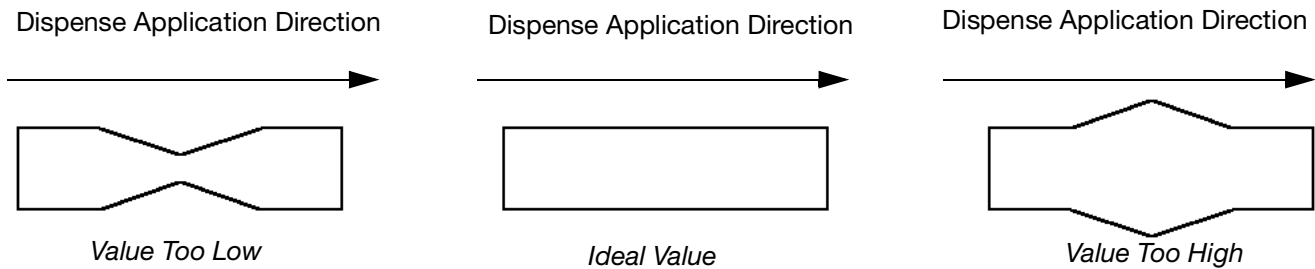 Dispense Application Direction
Dispense Application Direction
Dispense Application Direction
Value Too Low
Ideal Value
Value Too High